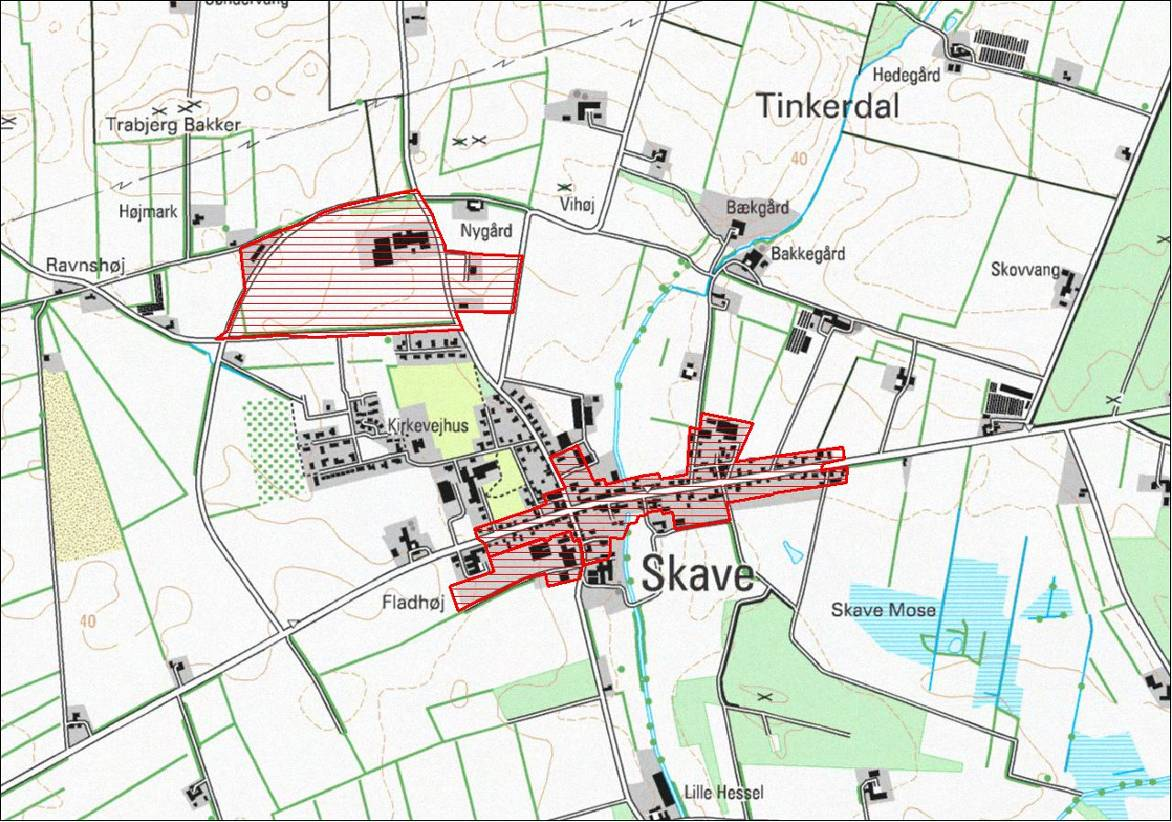 Tinkerdal
Hedegård
Trabjerg Bakker
40
Højmark
Vihøj
Bækgård
Nygård
Bakkegård
Ravnshøj
Skovvang
Kirkevejhus
Skave
Fladhøj
Skave Mose
40
Lille Hessel